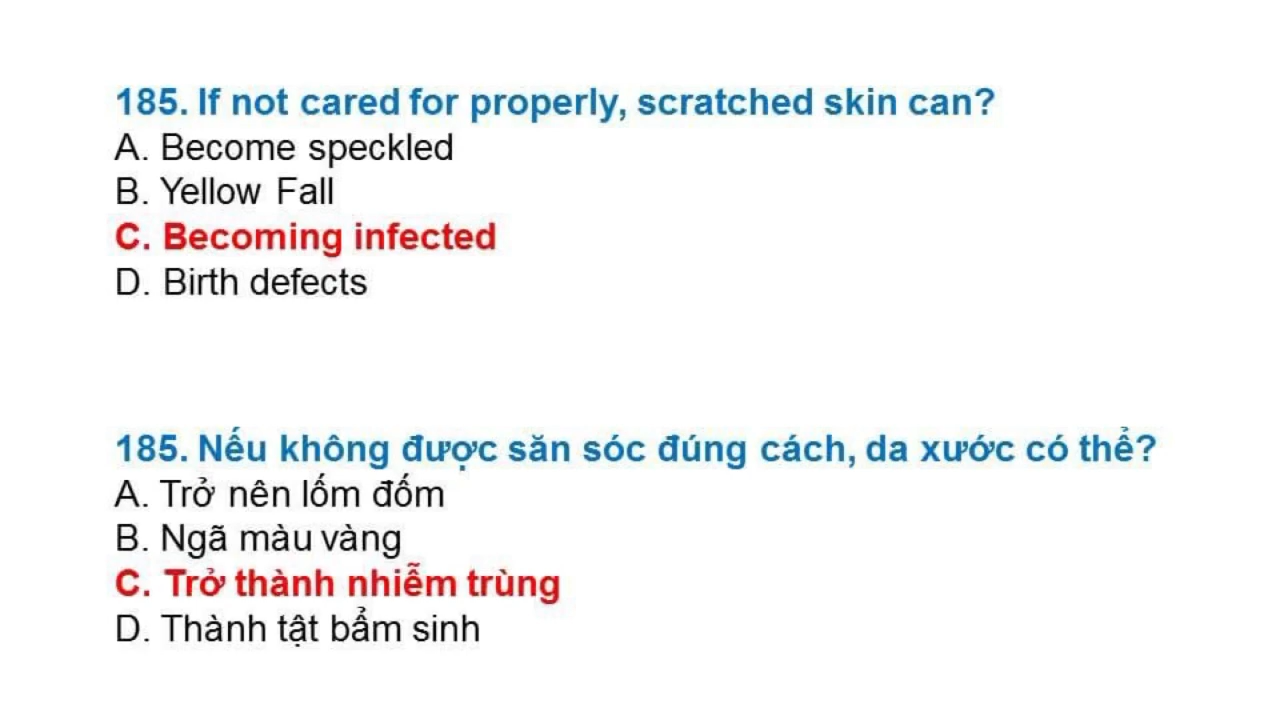 185. If not cared for properly, scratched skin can?
A. Become speckled
B. Yellow Fall
C. Becoming infected
D. Birth defects
185. Nếu không được săn sóc đúng cách, da xước có thể?
A. Trở nên lốm đốm
B. Ngã màu vàng
C. Trở thành nhiễm trùng
D. Thành tật bẩm sinh